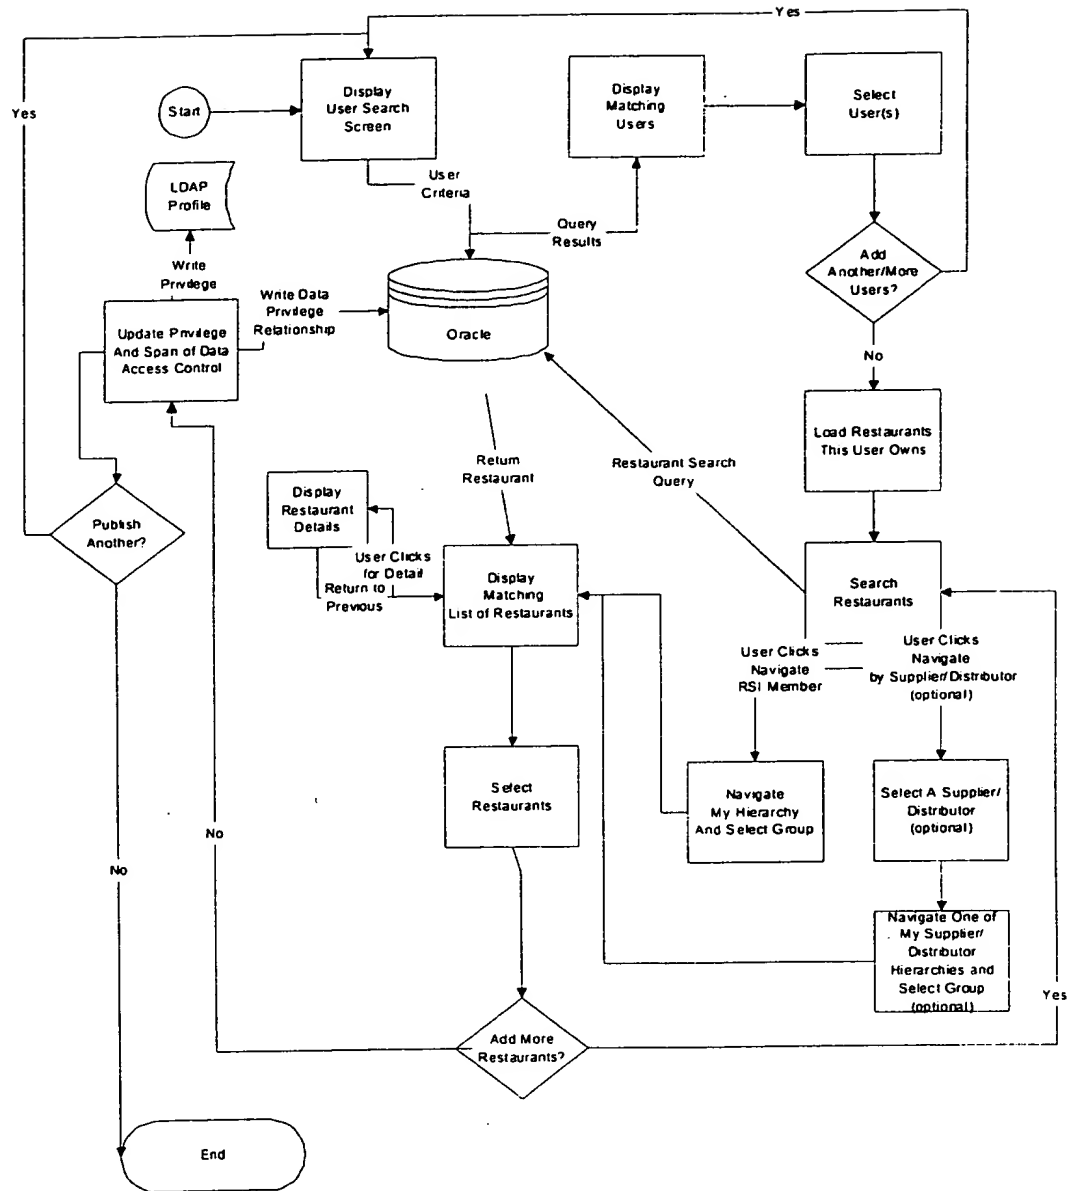 Yes
Yes
Start
Display
User Search
Screen
Display
Matching
Users
Select
User(s)
LDAP
Profile
User
Criteria
Query
Results
Write
Privilege
Write Data
Privilege
Relationship
Oracle
Add
Another/More
Users?
Update Privilege
And Span of Data
Access Control
No
Load Restaurants
This User Owns
Return
Restaurant
Restaurant Search
Query
Display
Restaurant
Details
Publish
Another?
User Clicks
for Detail
Return to
Previous
Display
Matching
List of Restaurants
Search
Restaurants
User Clicks
Navigate
RSI Member
User Clicks
Navigate
by Supplier/Distributor
(optional)
Select
Restaurants
Navigate
My Hierarchy
And Select Group
Select A Supplier/
Distributor
(optional)
No
No
Navigate One of
My Supplier/
Distributor
Hierarchies and
Select Group
(optional)
Yes
Add More
Restaurants?
End